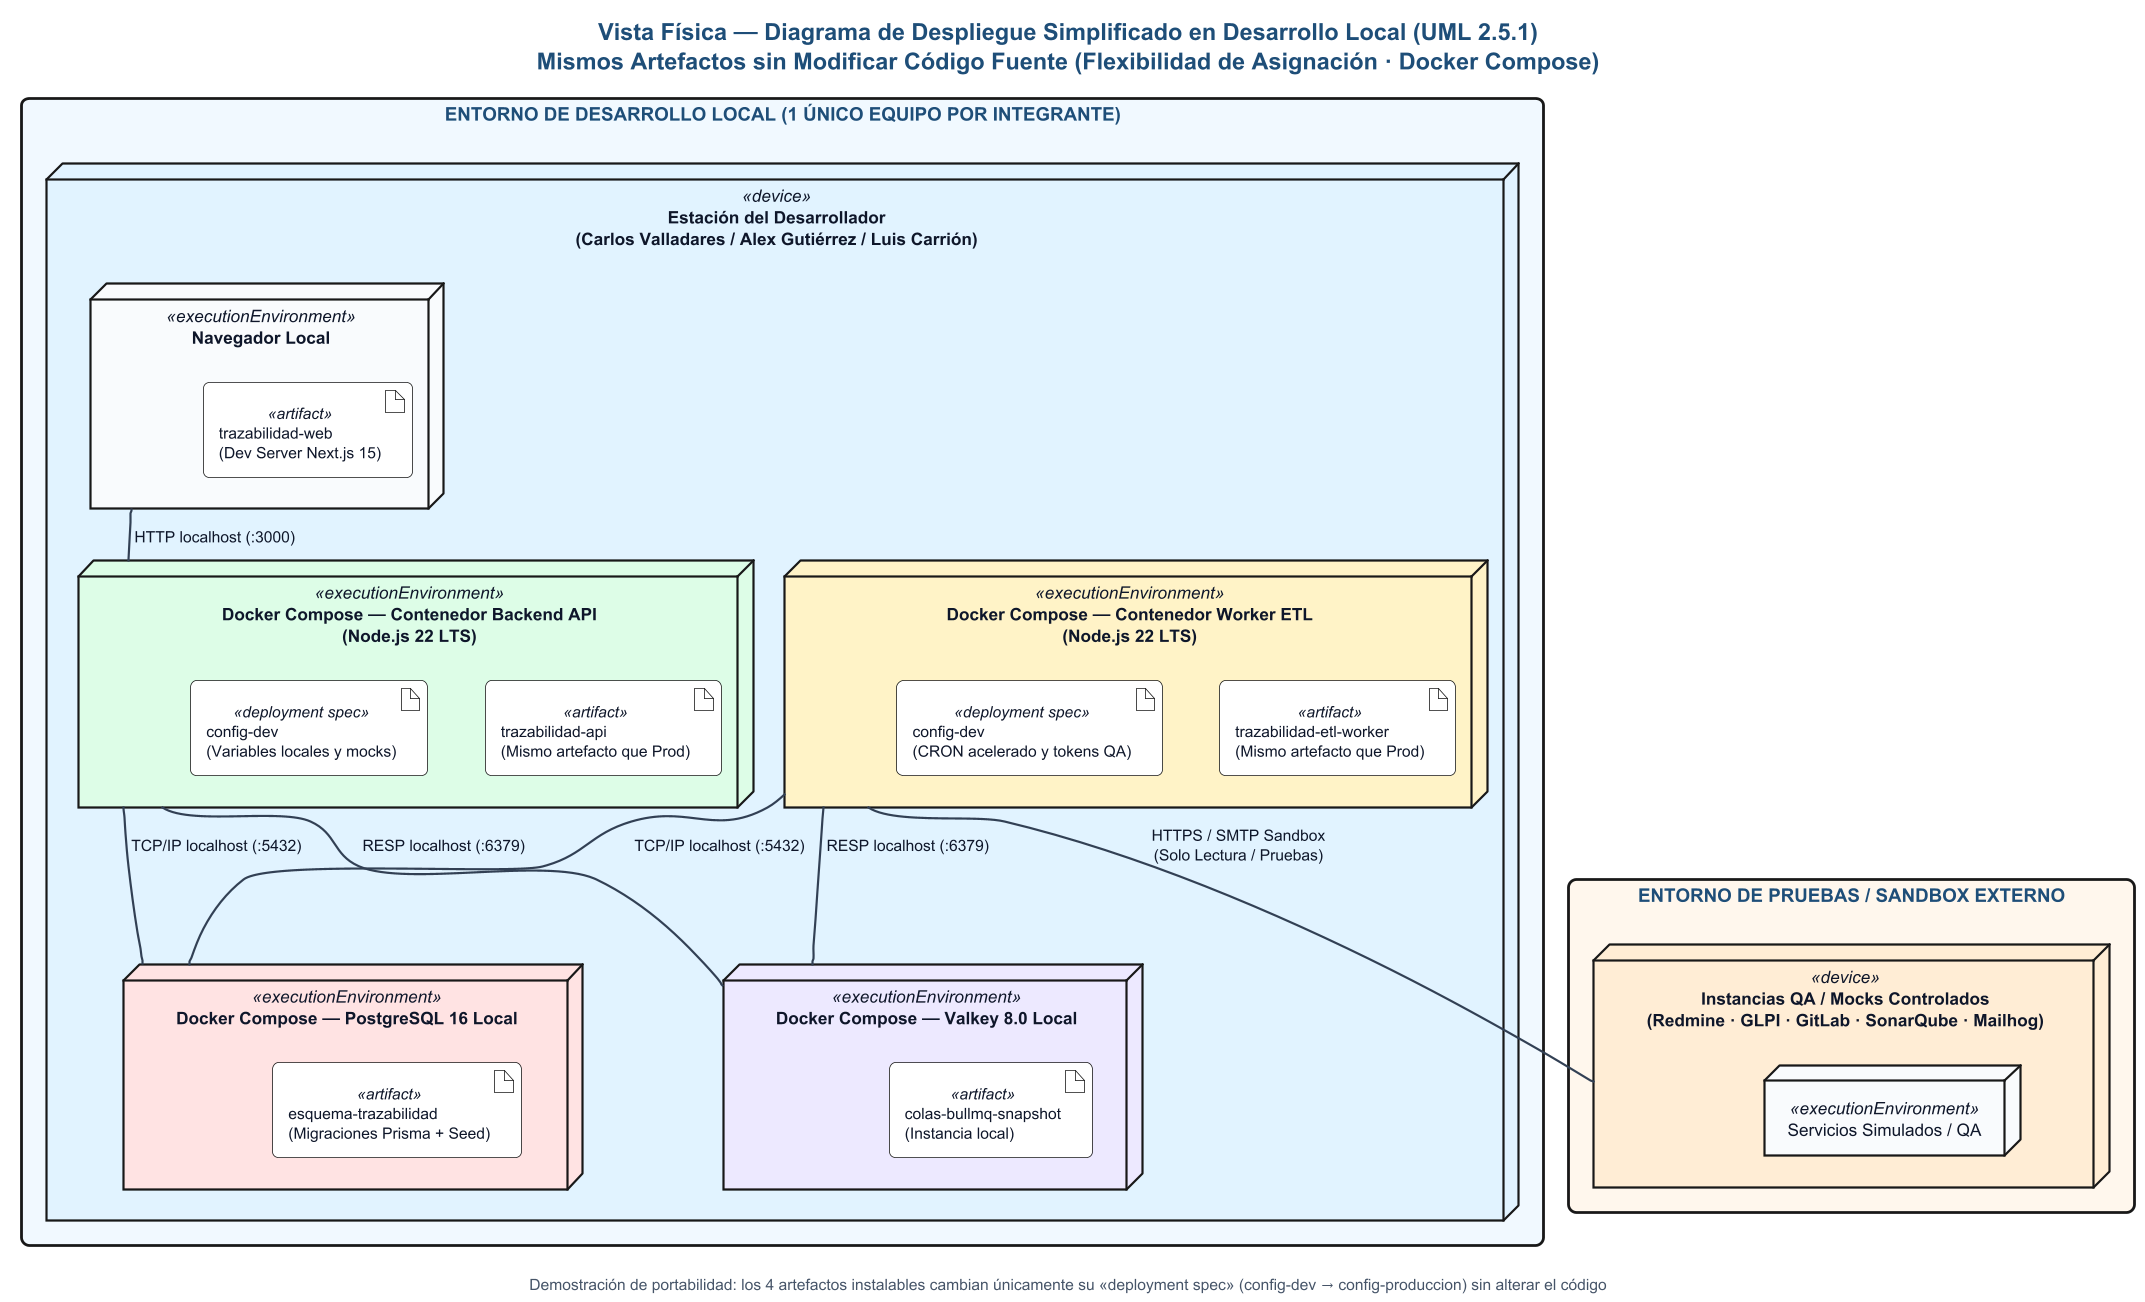 Vista Física — Diagrama de Despliegue Simplificado en Desarrollo Local (UML 2.5.1)
Mismos Artefactos sin Modificar Código Fuente (Flexibilidad de Asignación · Docker Compose)
ENTORNO DE DESARROLLO LOCAL (1 ÚNICO EQUIPO POR INTEGRANTE)
«device»
Estación del Desarrollador
(Carlos Valladares / Alex Gutiérrez / Luis Carrión)
«executionEnvironment»
Navegador Local
«artifact»
trazabilidad-web
(Dev Server Next.js 15)
HTTP localhost (:3000)
«executionEnvironment»
Docker Compose — Contenedor Backend API
(Node.js 22 LTS)
«deployment spec»
config-dev
(Variables locales y mocks)
«artifact»
trazabilidad-api
(Mismo artefacto que Prod)
«executionEnvironment»
Docker Compose — Contenedor Worker ETL
(Node.js 22 LTS)
«deployment spec»
config-dev
(CRON acelerado y tokens QA)
«artifact»
trazabilidad-etl-worker
(Mismo artefacto que Prod)
TCP/IP localhost (:5432)
RESP localhost (:6379)
TCP/IP localhost (:5432)
RESP localhost (:6379)
HTTPS / SMTP Sandbox
(Solo Lectura / Pruebas)
«executionEnvironment»
Docker Compose — PostgreSQL 16 Local
«artifact»
esquema-trazabilidad
(Migraciones Prisma + Seed)
«executionEnvironment»
Docker Compose — Valkey 8.0 Local
«artifact»
colas-bullmq-snapshot
(Instancia local)
ENTORNO DE PRUEBAS / SANDBOX EXTERNO
«device»
Instancias QA / Mocks Controlados
(Redmine · GLPI · GitLab · SonarQube · Mailhog)
«executionEnvironment»
Servicios Simulados / QA
Demostración de portabilidad: los 4 artefactos instalables cambian únicamente su «deployment spec» (config-dev → config-produccion) sin alterar el código